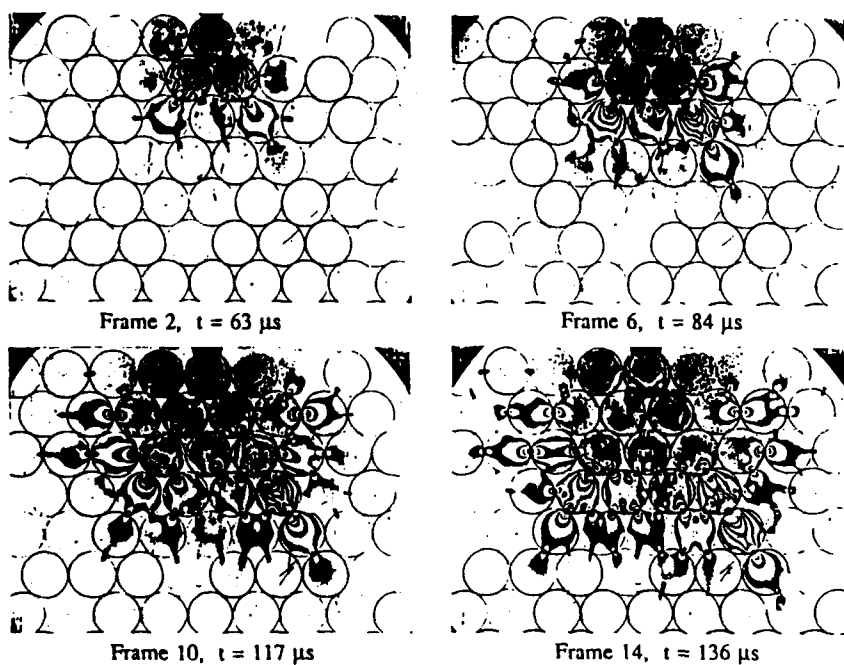 Frame 2, t = 63 μs
Frame 6, t = 84 μs
Frame 10, t = 117 μs
Frame 14, t = 136 μs